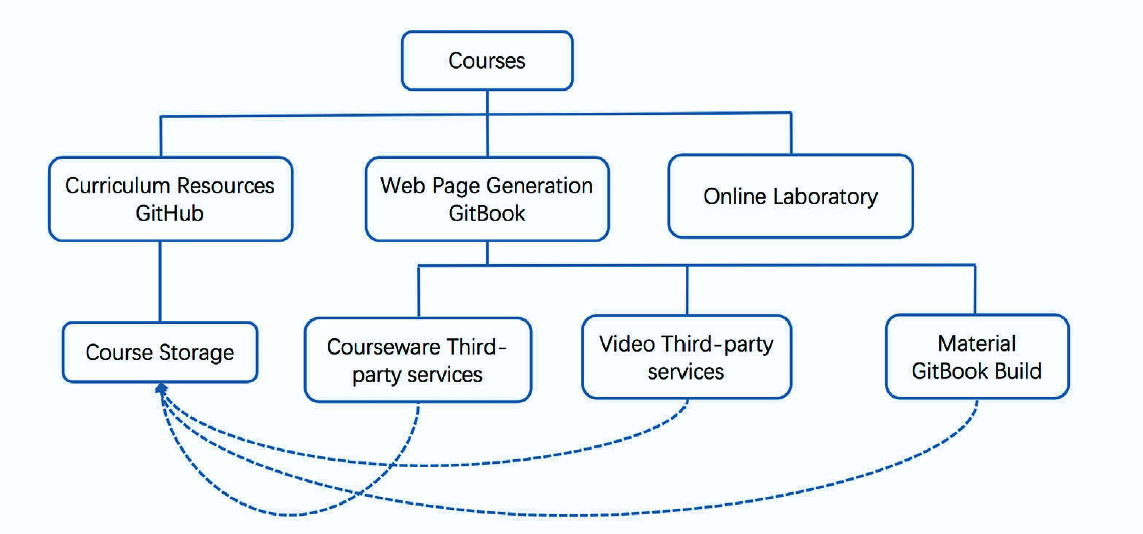 Courses
Curriculum Resources
GitHub
Web Page Generation
GitBook
Online Laboratory
Course Storage
Courseware Third-
party services
Video Third-party
services
Material
GitBook Build